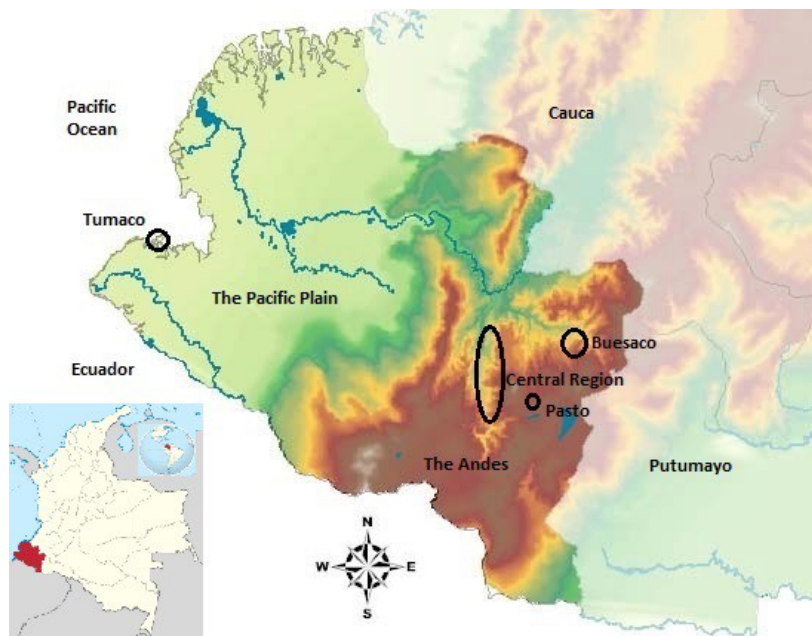 Pacific
Ocean
Cauca
Tumaco
The Pacific Plain
Buesaco
Ecuador
Central Region
Pasto
The Andes
Putumayo
N
W
E
S